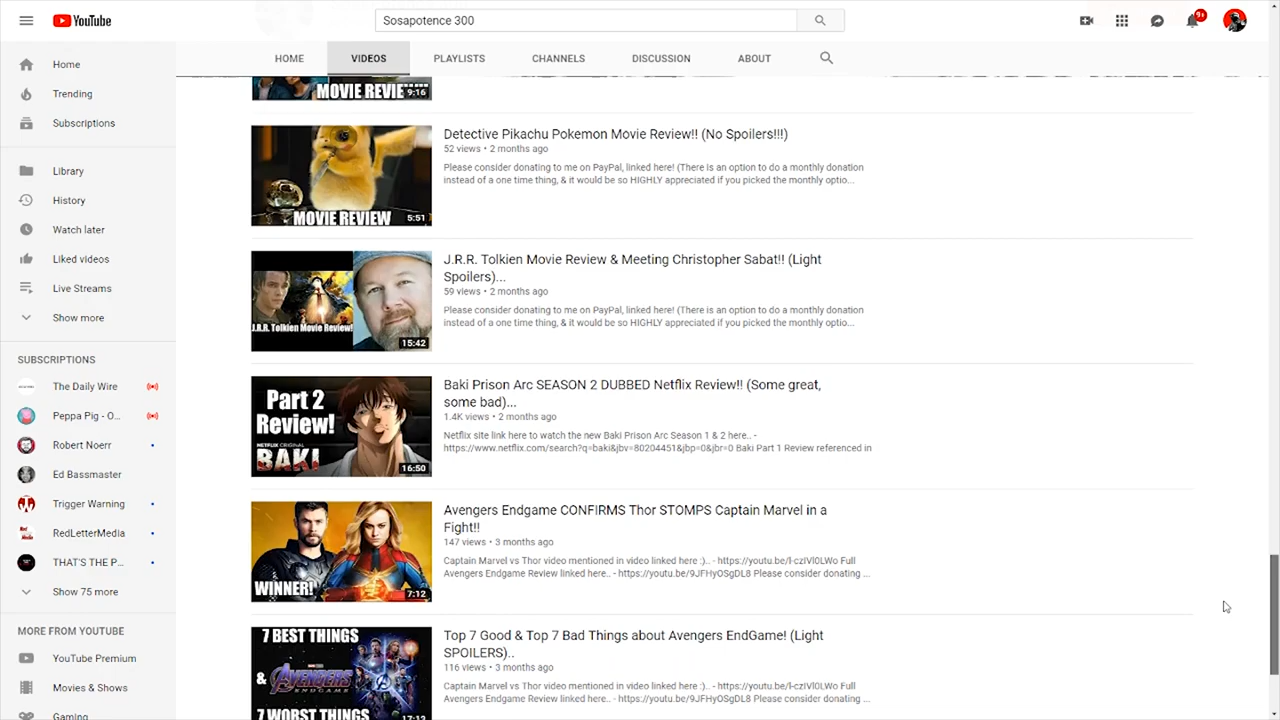 YouTube
Sosapotence 300
9+
HOME VIDEOS PLAYLISTS CHANNELS DISCUSSION ABOUT
Home
Trending
Subscriptions
Library
History
Watch later
Liked videos
Live Streams
Show more
SUBSCRIPTIONS
The Daily Wire
Peppa Pig - O...
Robert Noerr
Ed Bassmaster
Trigger Warning
RedLetterMedia
THAT'S THE P...
Show 75 more
MORE FROM YOUTUBE
YouTube Premium
Movies & Shows
Gaming
MOVIE REVIE
9:16
MOVIE REVIEW
5:51
Detective Pikachu Pokemon Movie Review!! (No Spoilers!!!)
52 views • 2 months ago
Please consider donating to me on PayPal, linked here! (There is an option to do a monthly donation
instead of a one time thing, & it would be so HIGHLY appreciated if you picked the monthly optio...
J.R.R. Tolkien Movie Review!
15:42
J.R.R. Tolkien Movie Review & Meeting Christopher Sabat!! (Light
Spoilers)...
59 views • 2 months ago
Please consider donating to me on PayPal, linked here! (There is an option to do a monthly donation
instead of a one time thing, & it would be so HIGHLY appreciated if you picked the monthly optio...
Part 2
Review!
NETFLIX ORIGINAL
BAKI
16:50
Baki Prison Arc SEASON 2 DUBBED Netflix Review!! (Some great,
some bad)...
1.4K views • 2 months ago
Netflix site link here to watch the new Baki Prison Arc Season 1 & 2 here.. -
https://www.netflix.com/search?q=baki&jbv=80204451&jbp=0&jbr=0 Baki Part 1 Review referenced in
WINNER!
7:12
Avengers Endgame CONFIRMS Thor STOMPS Captain Marvel in a
Fight!!
147 views • 3 months ago
Captain Marvel vs Thor video mentioned in video linked here :).. - https://youtu.be/l-czIVl0LWo Full
Avengers Endgame Review linked here.. - https://youtu.be/9JFHyOSgDL8 Please consider donating ...
7 BEST THINGS
&
AVENGERS
ENDGAME
7 WORST THINGS
17:13
Top 7 Good & Top 7 Bad Things about Avengers EndGame! (Light
SPOILERS)..
116 views • 3 months ago
Captain Marvel vs Thor video mentioned in video linked here :).. - https://youtu.be/l-czIVl0LWo Full
Avengers Endgame Review linked here.. - https://youtu.be/9JFHyOSgDL8 Please consider donating ...